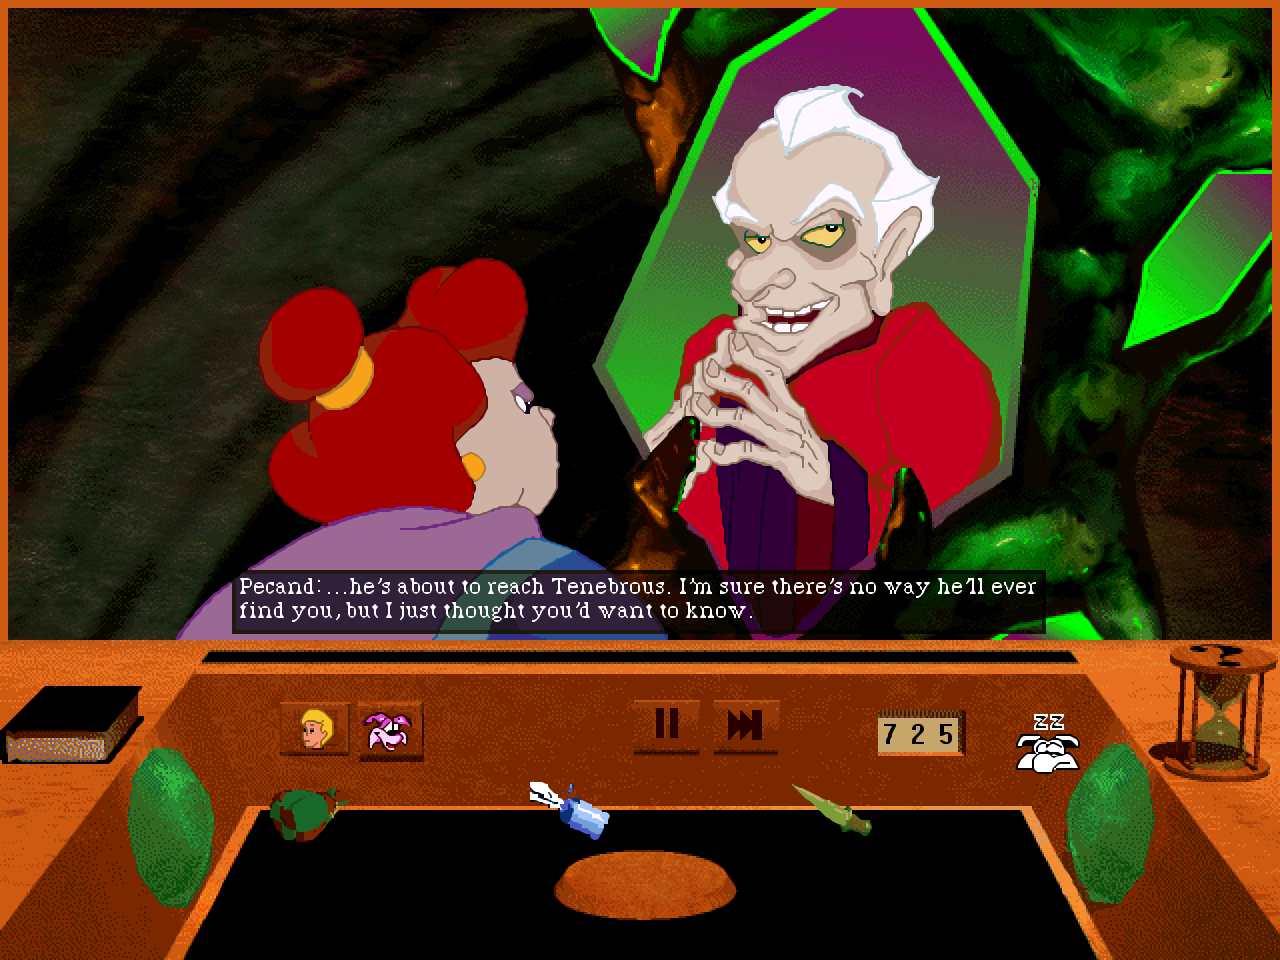 Pecand:...he's about to reach Tenebrous. I'm sure there's no way he'll ever
find you, but I just thought you'd want to know.
7 2 5
ZZ
?